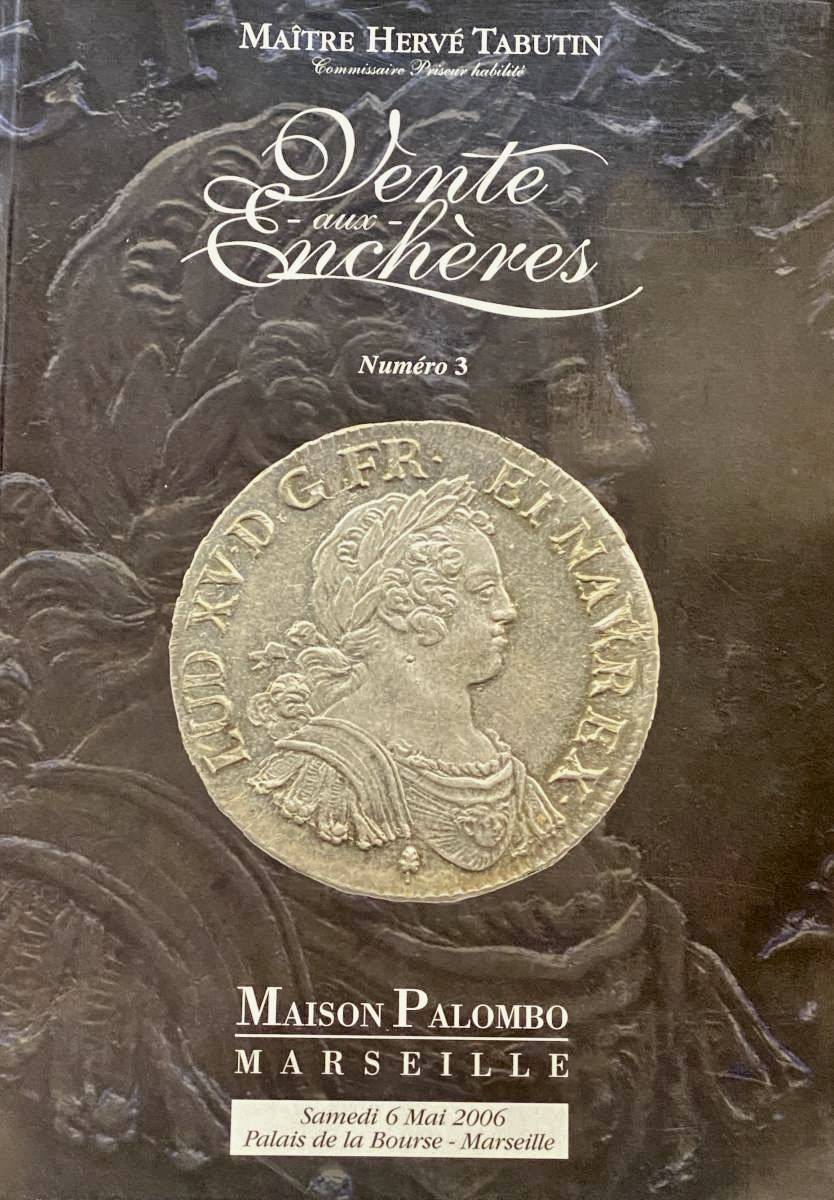 MAÎTRE HERVÉ TABUTIN
Commissaire Priseur habilité
Vente
- aux -
Enchères
Numéro 3
LUD·XV·D·G·FR· ET·NAV·REX·
MAISON PALOMBO
MARSEILLE
Samedi 6 Mai 2006
Palais de la Bourse - Marseille